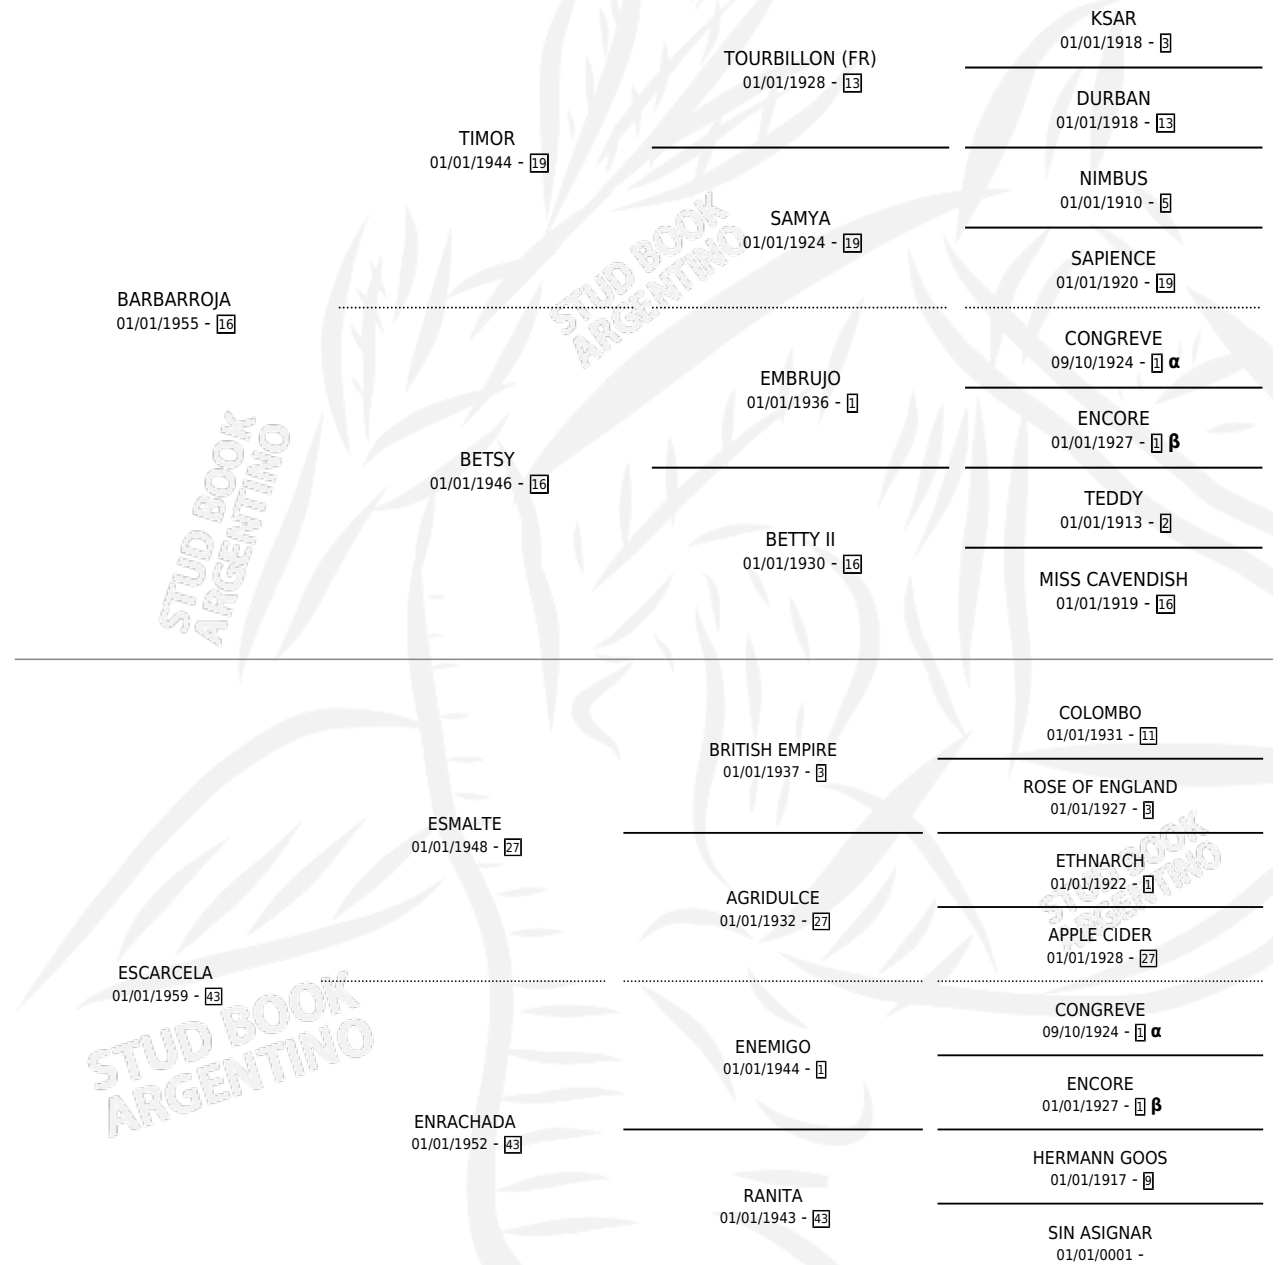 KSAR
01/01/1918 - 3
TOURBILLON (FR)
01/01/1928 - 13
DURBAN
01/01/1918 - 13
TIMOR
01/01/1944 - 19
NIMBUS
01/01/1910 - 5
SAMYA
01/01/1924 - 19
SAPIENCE
01/01/1920 - 19
BARBARROJA
01/01/1955 - 16
CONGREVE
09/10/1924 - 1 α
EMBRUJO
01/01/1936 - 1
ENCORE
01/01/1927 - 1 β
BETSY
01/01/1946 - 16
TEDDY
01/01/1913 - 2
BETTY II
01/01/1930 - 16
MISS CAVENDISH
01/01/1919 - 16
COLOMBO
01/01/1931 - 11
BRITISH EMPIRE
01/01/1937 - 3
ROSE OF ENGLAND
01/01/1927 - 3
ESMALTE
01/01/1948 - 27
ETHNARCH
01/01/1922 - 1
AGRIDULCE
01/01/1932 - 27
APPLE CIDER
01/01/1928 - 27
ESCARCELA
01/01/1959 - 43
CONGREVE
09/10/1924 - 1 α
ENEMIGO
01/01/1944 - 1
ENCORE
01/01/1927 - 1 β
ENRACHADA
01/01/1952 - 43
HERMANN GOOS
01/01/1917 - 9
RANITA
01/01/1943 - 43
SIN ASIGNAR
01/01/0001 -
STUD BOOK
ARGENTINO
STUD BOOK
ARGENTINO
STUD BOOK
ARGENTINO
STUD BOOK
ARGENTINO